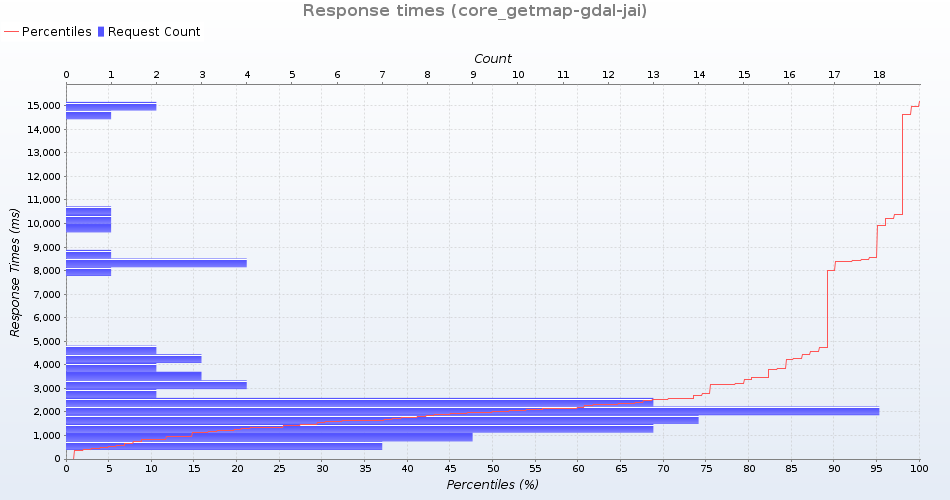 Response times (core_getmap-gdal-jai)
Percentiles Request Count
Count
0 1 2 3 4 5 6 7 8 9 10 11 12 13 14 15 16 17 18
15,000
14,000
13,000
12,000
11,000
10,000
9,000
8,000
7,000
6,000
5,000
4,000
3,000
2,000
1,000
0
Response Times (ms)
0 5 10 15 20 25 30 35 40 45 50 55 60 65 70 75 80 85 90 95 100
Percentiles (%)